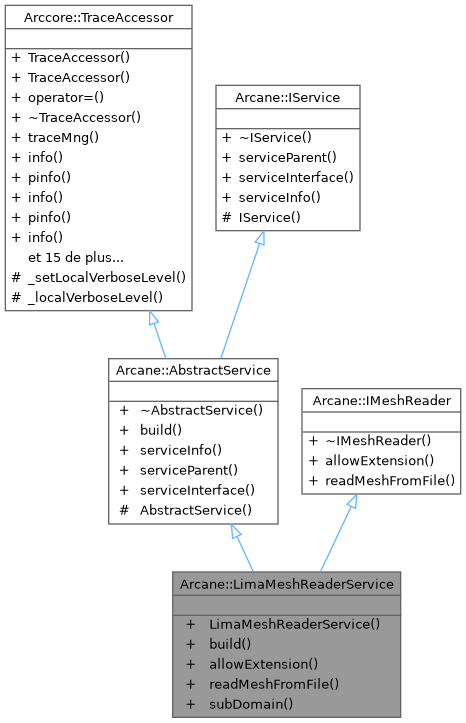 Arccore::TraceAccessor
+ TraceAccessor()
+ TraceAccessor()
+ operator=()
+ ~TraceAccessor()
+ traceMng()
+ info()
+ pinfo()
+ info()
+ pinfo()
+ info()
et 15 de plus...
# _setLocalVerboseLevel()
# _localVerboseLevel()
Arcane::IService
+ ~IService()
+ serviceParent()
+ serviceInterface()
+ serviceInfo()
# IService()
Arcane::AbstractService
+ ~AbstractService()
+ build()
+ serviceInfo()
+ serviceParent()
+ serviceInterface()
# AbstractService()
Arcane::IMeshReader
+ ~IMeshReader()
+ allowExtension()
+ readMeshFromFile()
Arcane::LimaMeshReaderService
+ LimaMeshReaderService()
+ build()
+ allowExtension()
+ readMeshFromFile()
+ subDomain()